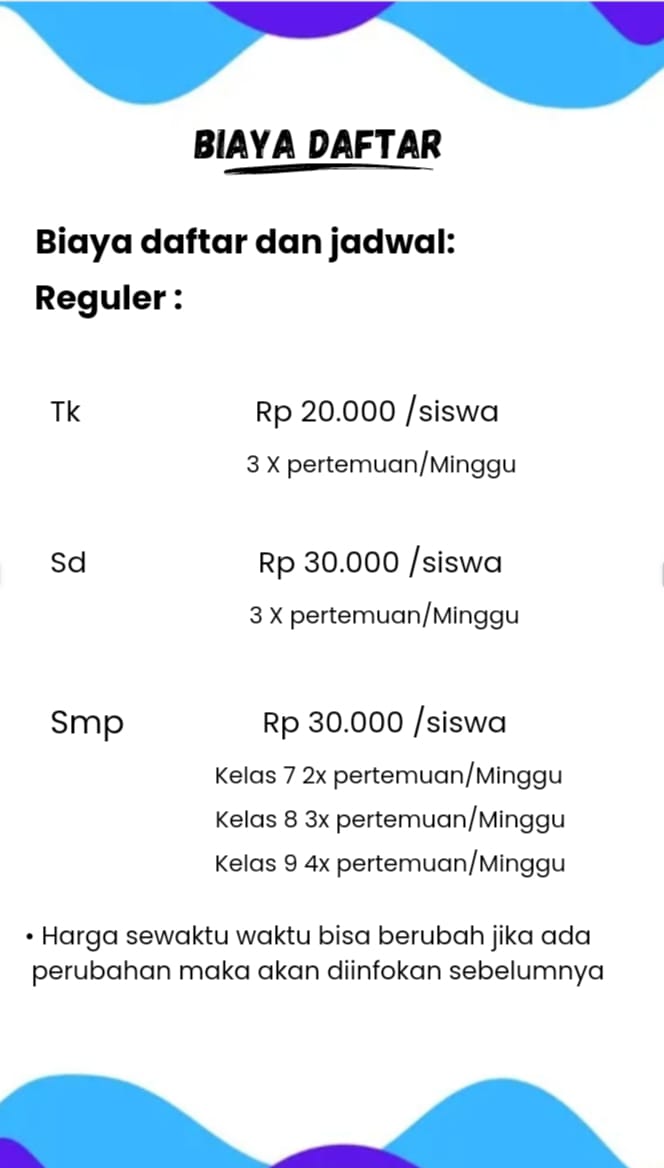 BIAYA DAFTAR
Biaya daftar dan jadwal:
Reguler :
Tk Rp 20.000 /siswa
3 X pertemuan/Minggu
Sd Rp 30.000 /siswa
3 X pertemuan/Minggu
Smp Rp 30.000 /siswa
Kelas 7 2x pertemuan/Minggu
Kelas 8 3x pertemuan/Minggu
Kelas 9 4x pertemuan/Minggu
• Harga sewaktu waktu bisa berubah jika ada
perubahan maka akan diinfokan sebelumnya